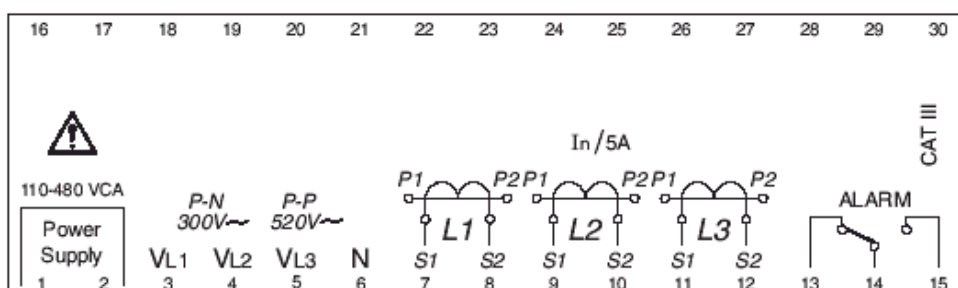 16 17 18 19 20 21 22 23 24 25 26 27 28 29 30
CAT III
In/5A
110-480 VCA
P-N P-P
300V~ 520V~
P1 P2 P1 P2 P1 P2
ALARM
Power
Supply
L1 L2 L3
VL1 VL2 VL3 N S1 S2 S1 S2 S1 S2
1 2 3 4 5 6 7 8 9 10 11 12 13 14 15